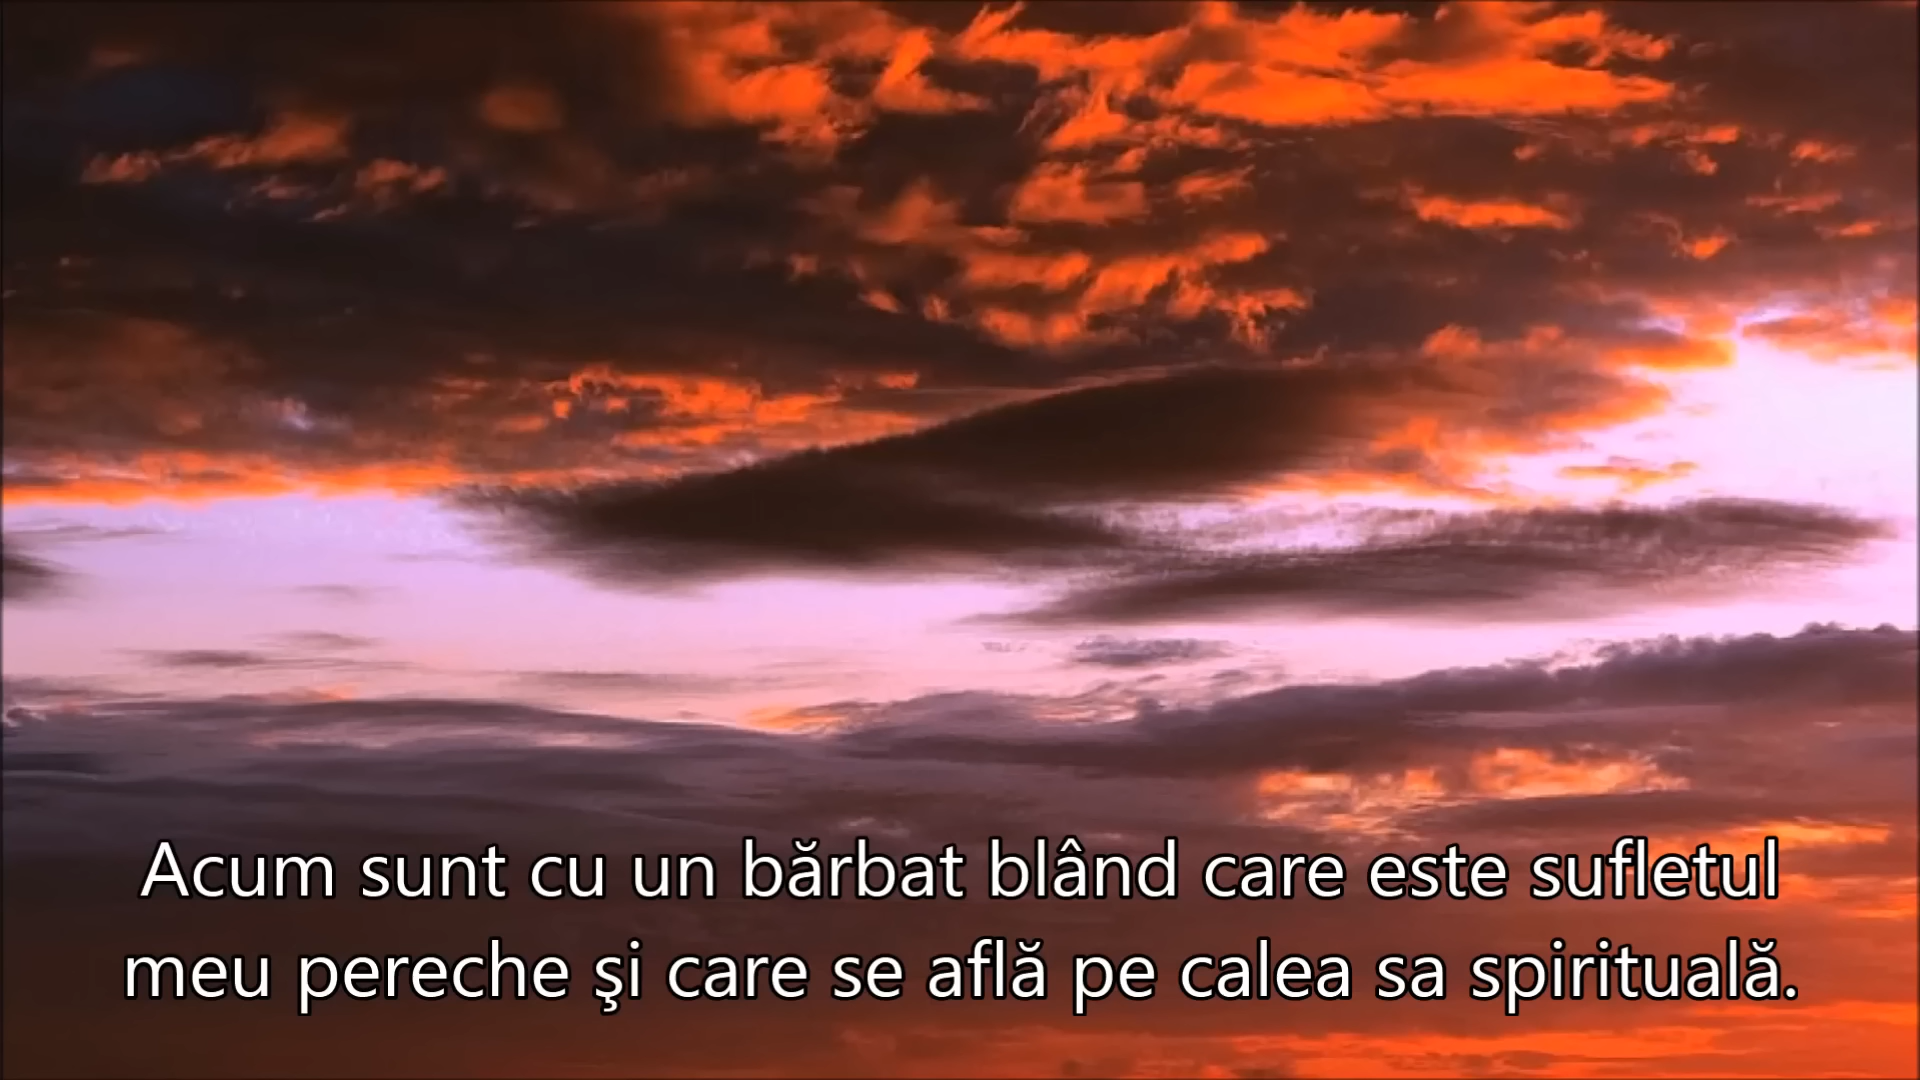 Acum sunt cu un bărbat blând care este sufletul
meu pereche şi care se află pe calea sa spirituală.